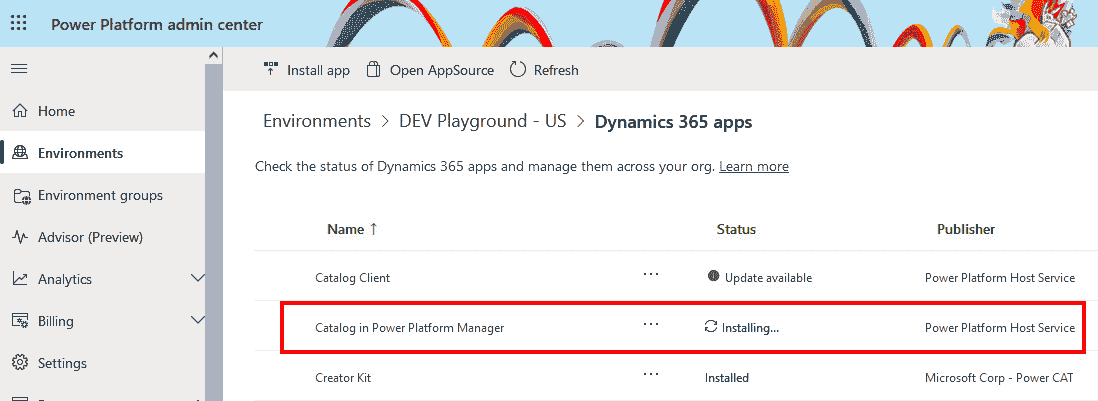 Power Platform admin center
Install app Open AppSource Refresh
Home
Environments
Environment groups
Advisor (Preview)
Analytics
Billing
Settings
Environments > DEV Playground - US > Dynamics 365 apps
Check the status of Dynamics 365 apps and manage them across your org. Learn more
Name ↑ Status Publisher
Catalog Client ... Update available Power Platform Host Service
Catalog in Power Platform Manager ... Installing... Power Platform Host Service
Creator Kit ... Installed Microsoft Corp - Power CAT